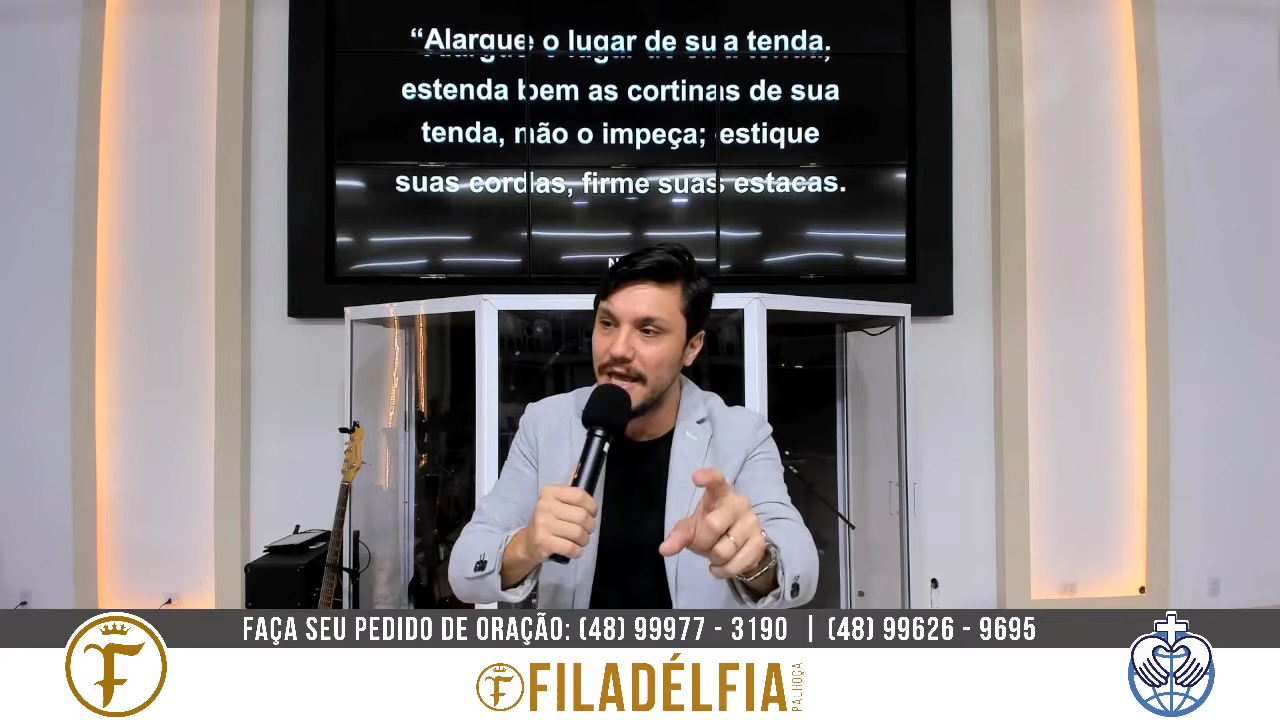 “Alargue o lugar de sua tenda,
estenda bem as cortinas de sua
tenda, não o impeça; estique
suas cordas, firme suas estacas.
FAÇA SEU PEDIDO DE ORAÇÃO: (48) 99977 - 3190 | (48) 99626 - 9695
F
F FILADÉLFIA PALHOÇA